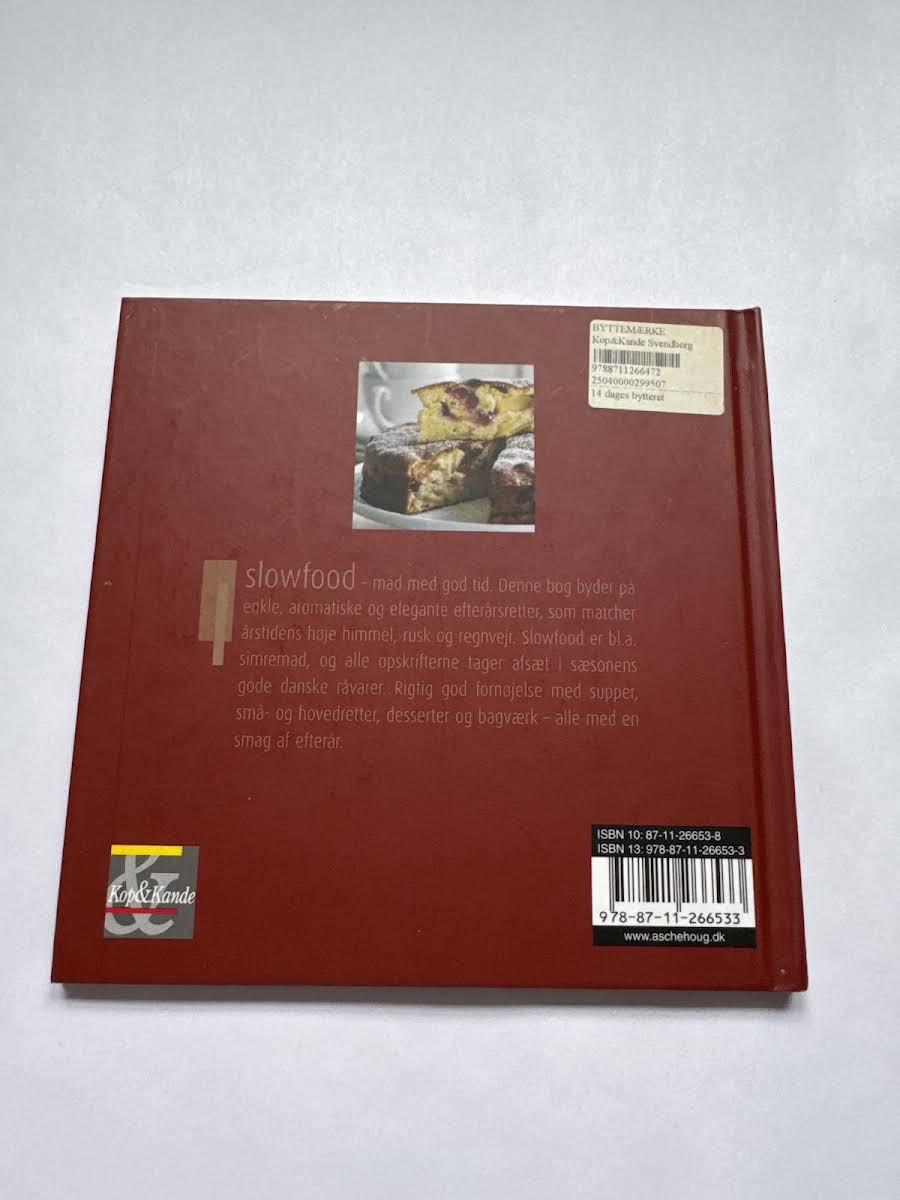 BYTTEMÆRKE
Kop&Kande Svendborg
9788711266472
25040000299507
14 dages bytteret
slowfood – mad med god tid. Denne bog byder på
enkle, aromatiske og elegante efterårsretter, som matcher
årstidens høje himmel, rusk og regnvejr. Slowfood er bl.a.
simremad, og alle opskrifterne tager afsæt i sæsonens
gode danske råvarer. Rigtig god fornøjelse med supper,
små- og hovedretter, desserter og bagværk – alle med en
smag af efterår.
&
Kop&Kande
ISBN 10: 87-11-26653-8
ISBN 13: 978-87-11-26653-3
978-87-11-266533
www.aschehoug.dk